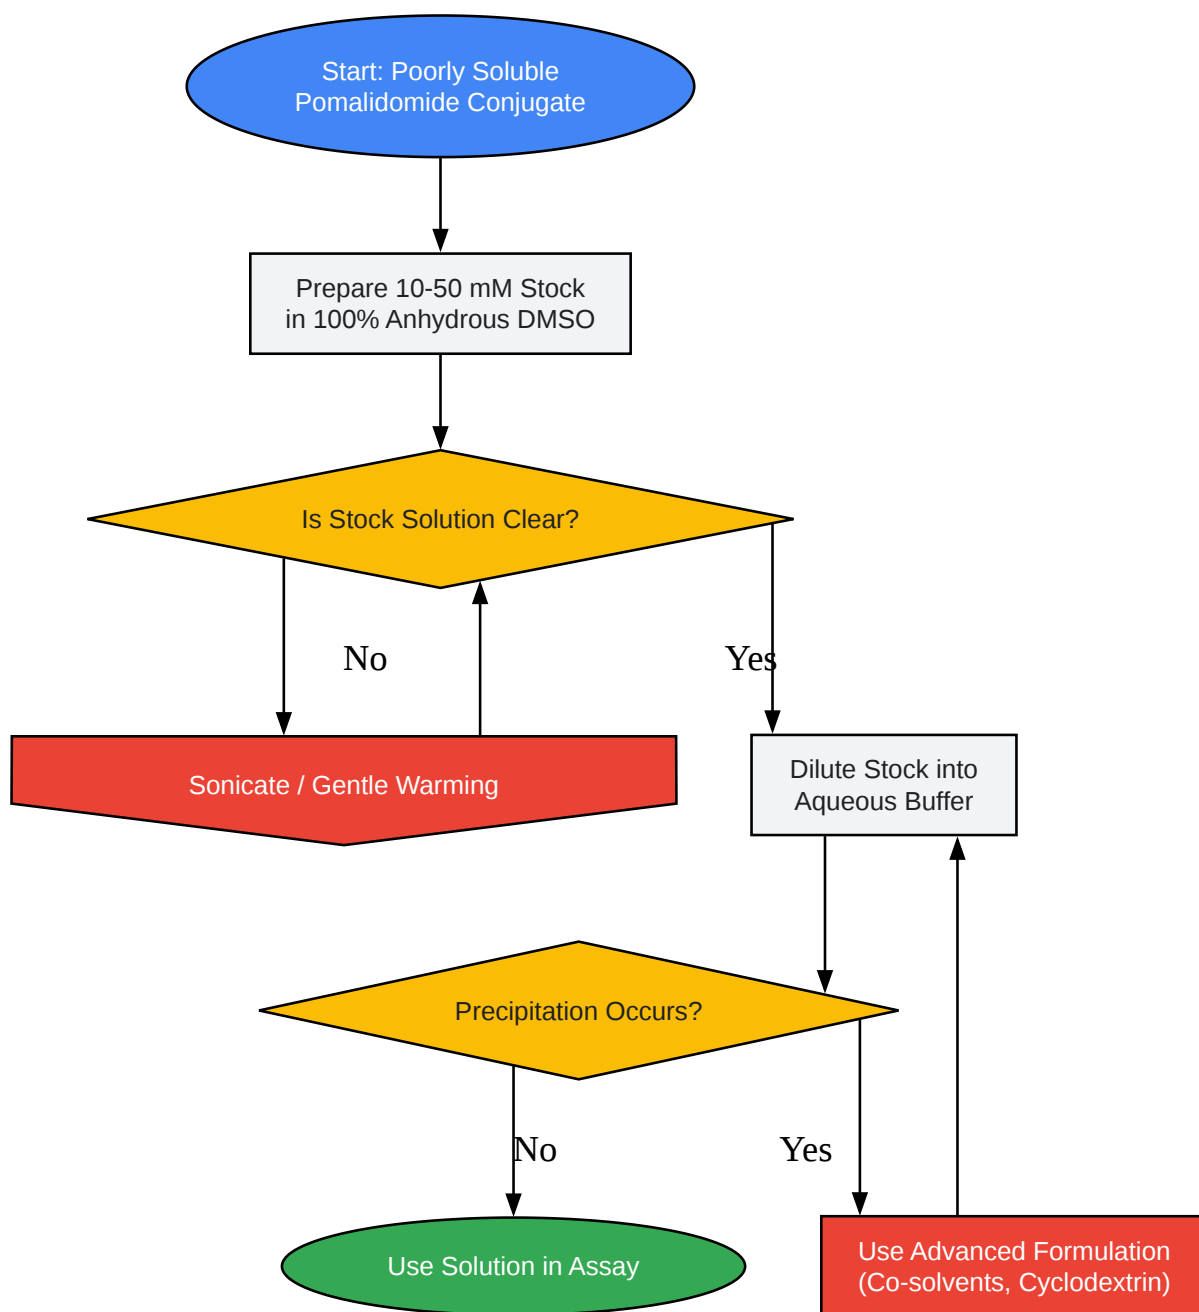 Start: Poorly Soluble
Pomalidomide Conjugate
Prepare 10-50 mM Stock
in 100% Anhydrous DMSO
Is Stock Solution Clear?
No
Yes
Sonicate / Gentle Warming
Dilute Stock into
Aqueous Buffer
Precipitation Occurs?
No
Yes
Use Solution in Assay
Use Advanced Formulation
(Co-solvents, Cyclodextrin)